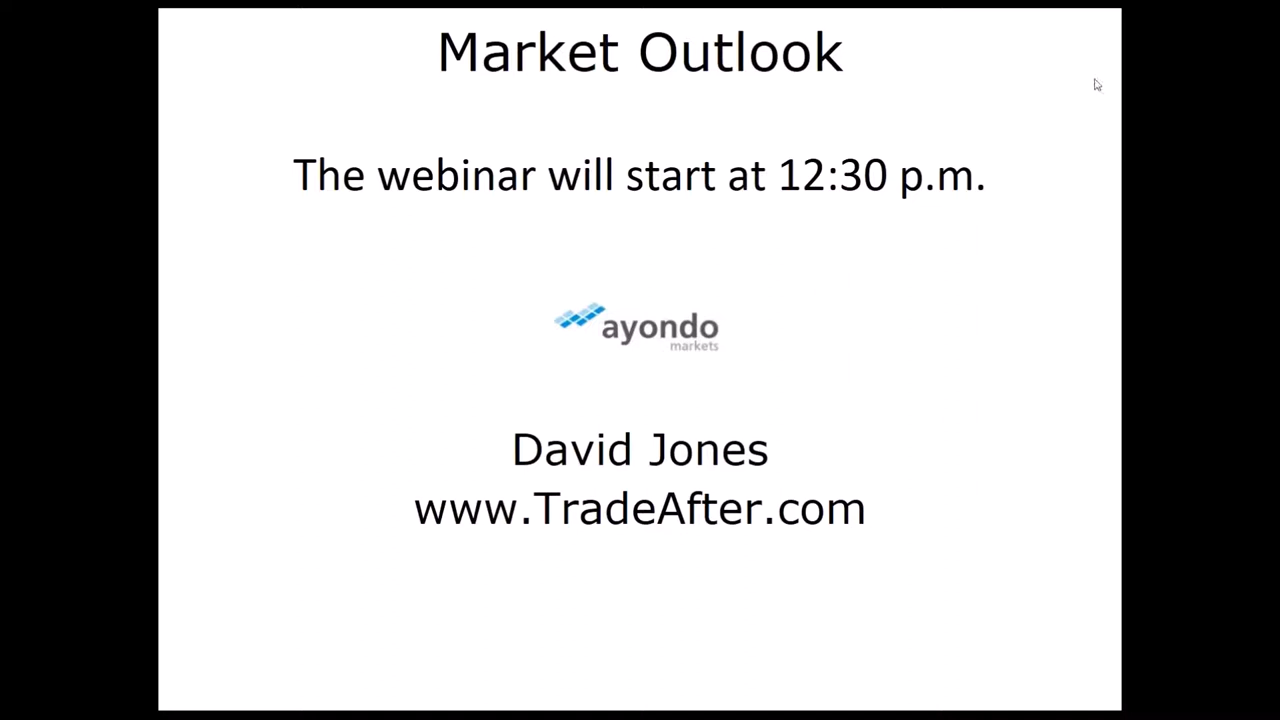 Market Outlook
The webinar will start at 12:30 p.m.
ayondo
markets
David Jones
www.TradeAfter.com